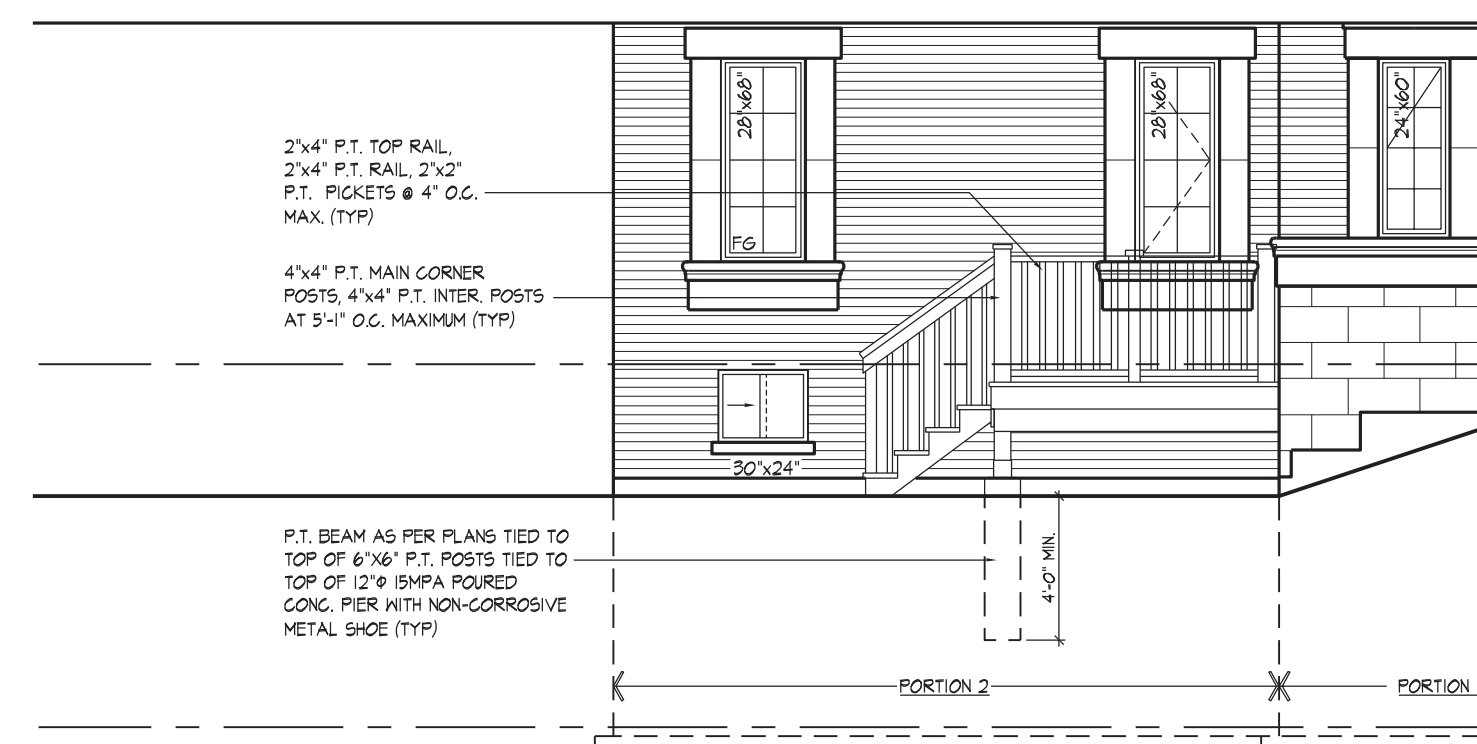 28"x68"
28"x68"
24"x60"
2"x4" P.T. TOP RAIL,
2"x4" P.T. RAIL, 2"x2"
P.T. PICKETS @ 4" O.C.
MAX. (TYP)
FG
4"x4" P.T. MAIN CORNER
POSTS, 4"x4" P.T. INTER. POSTS
AT 5'-1" O.C. MAXIMUM (TYP)
30"x24"
P.T. BEAM AS PER PLANS TIED TO
TOP OF 6"X6" P.T. POSTS TIED TO
TOP OF 12"Φ 15MPA POURED
CONC. PIER WITH NON-CORROSIVE
METAL SHOE (TYP)
4'-0" MIN.
PORTION 2
PORTION